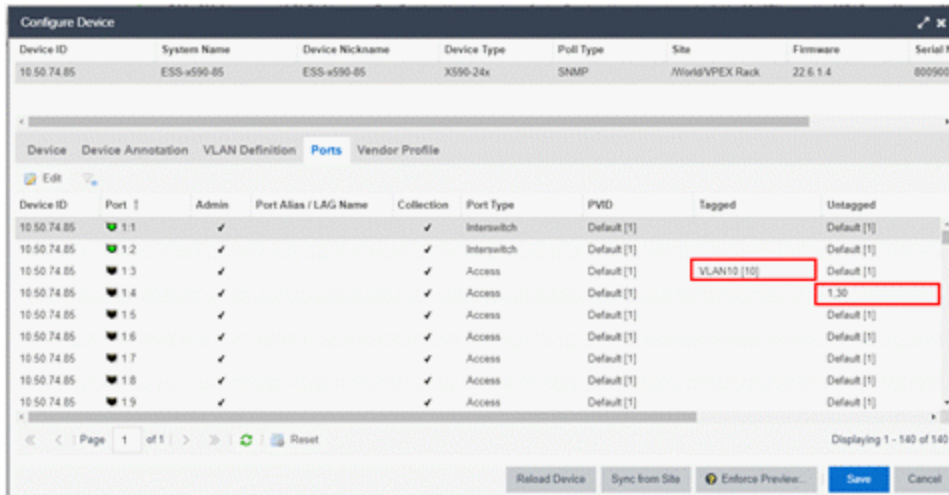 Configure Device
Device ID System Name Device Nickname Device Type Poll Type Site Firmware Serial
10.50.74.85 ESS-x590-85 ESS-x590-85 X590-24x SNMP /World/VPEX Rack 22.6.1.4 800900
Device Device Annotation VLAN Definition Ports Vendor Profile
Edit
Device ID Port Admin Port Alias / LAG Name Collection Port Type PVID Tagged Untagged
10.50.74.85 1:1 Interswitch Default [1] Default [1]
10.50.74.85 1:2 Interswitch Default [1] Default [1]
10.50.74.85 1:3 Access Default [1] VLAN10 [10] Default [1]
10.50.74.85 1:4 Access Default [1] 1,30
10.50.74.85 1:5 Access Default [1] Default [1]
10.50.74.85 1:6 Access Default [1] Default [1]
10.50.74.85 1:7 Access Default [1] Default [1]
10.50.74.85 1:8 Access Default [1] Default [1]
10.50.74.85 1:9 Access Default [1] Default [1]
Page 1 of 1 Reset Displaying 1 - 140 of 140
Reload Device Sync from Site Enforce Preview... Save Cancel